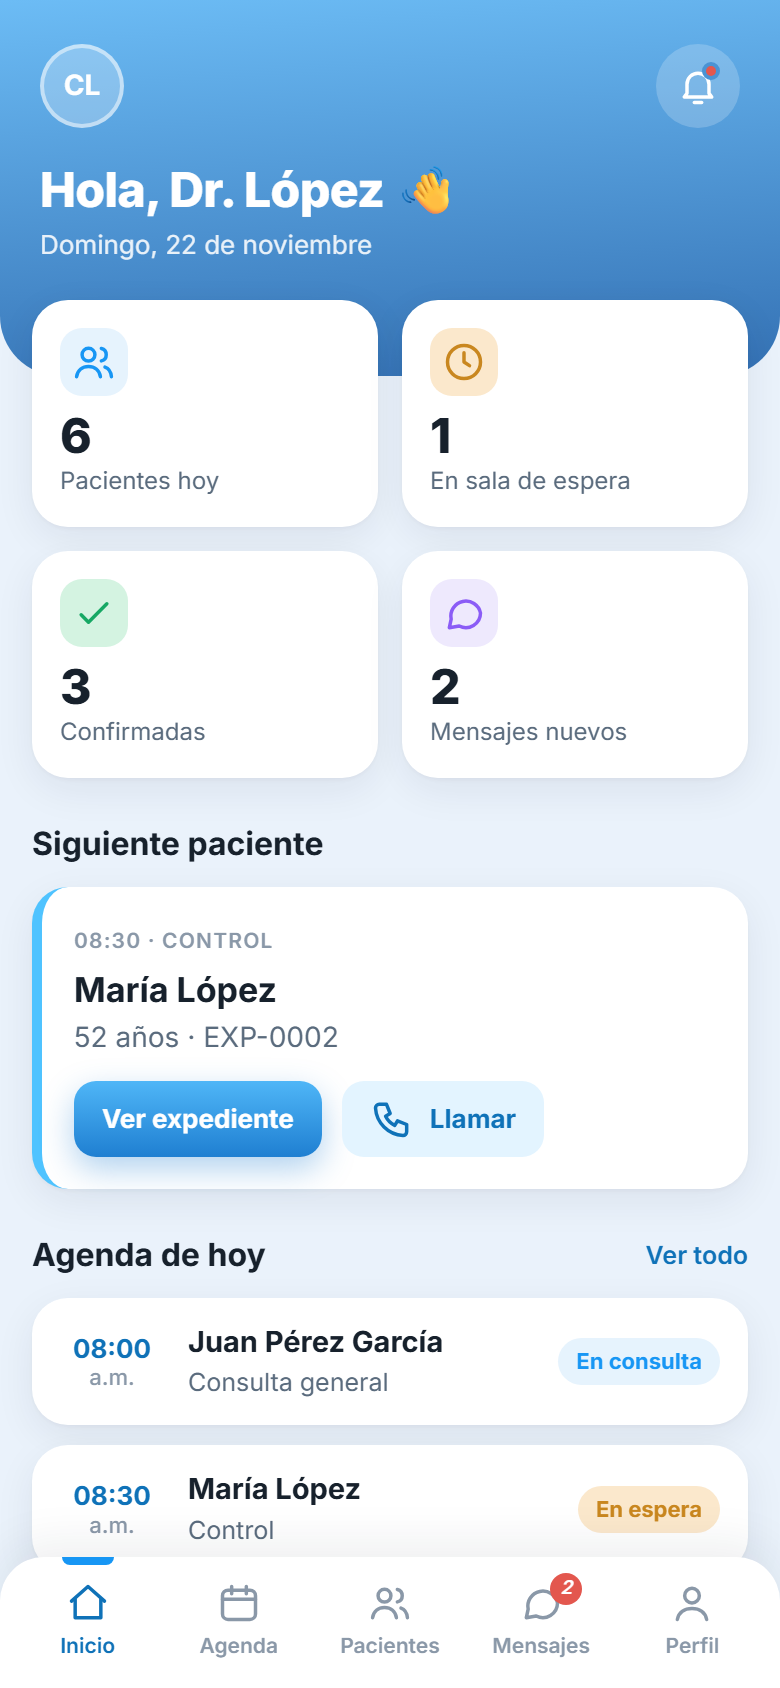 CL
Hola, Dr. López 👋
Domingo, 22 de noviembre
6
Pacientes hoy
1
En sala de espera
3
Confirmadas
2
Mensajes nuevos
Siguiente paciente
08:30 · CONTROL
María López
52 años · EXP-0002
Ver expediente
Llamar
Agenda de hoy
Ver todo
08:00
a.m.
Juan Pérez García
Consulta general
En consulta
08:30
a.m.
María López
Control
En espera
Inicio
Agenda
Pacientes
2
Mensajes
Perfil